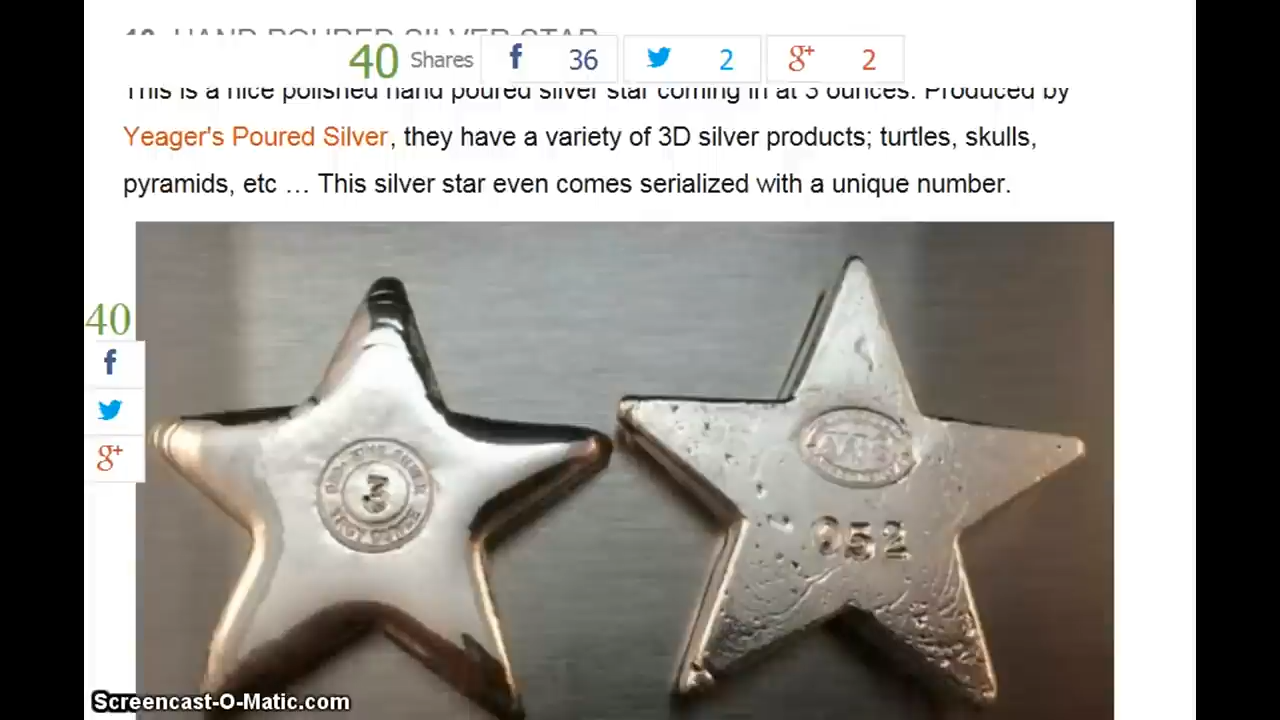 40 Shares 36 2 2
This is a nice polished hand poured silver star coming in at 3 ounces. Produced by
Yeager's Poured Silver, they have a variety of 3D silver products; turtles, skulls,
pyramids, etc … This silver star even comes serialized with a unique number.
40
YPS
052
Screencast-O-Matic.com